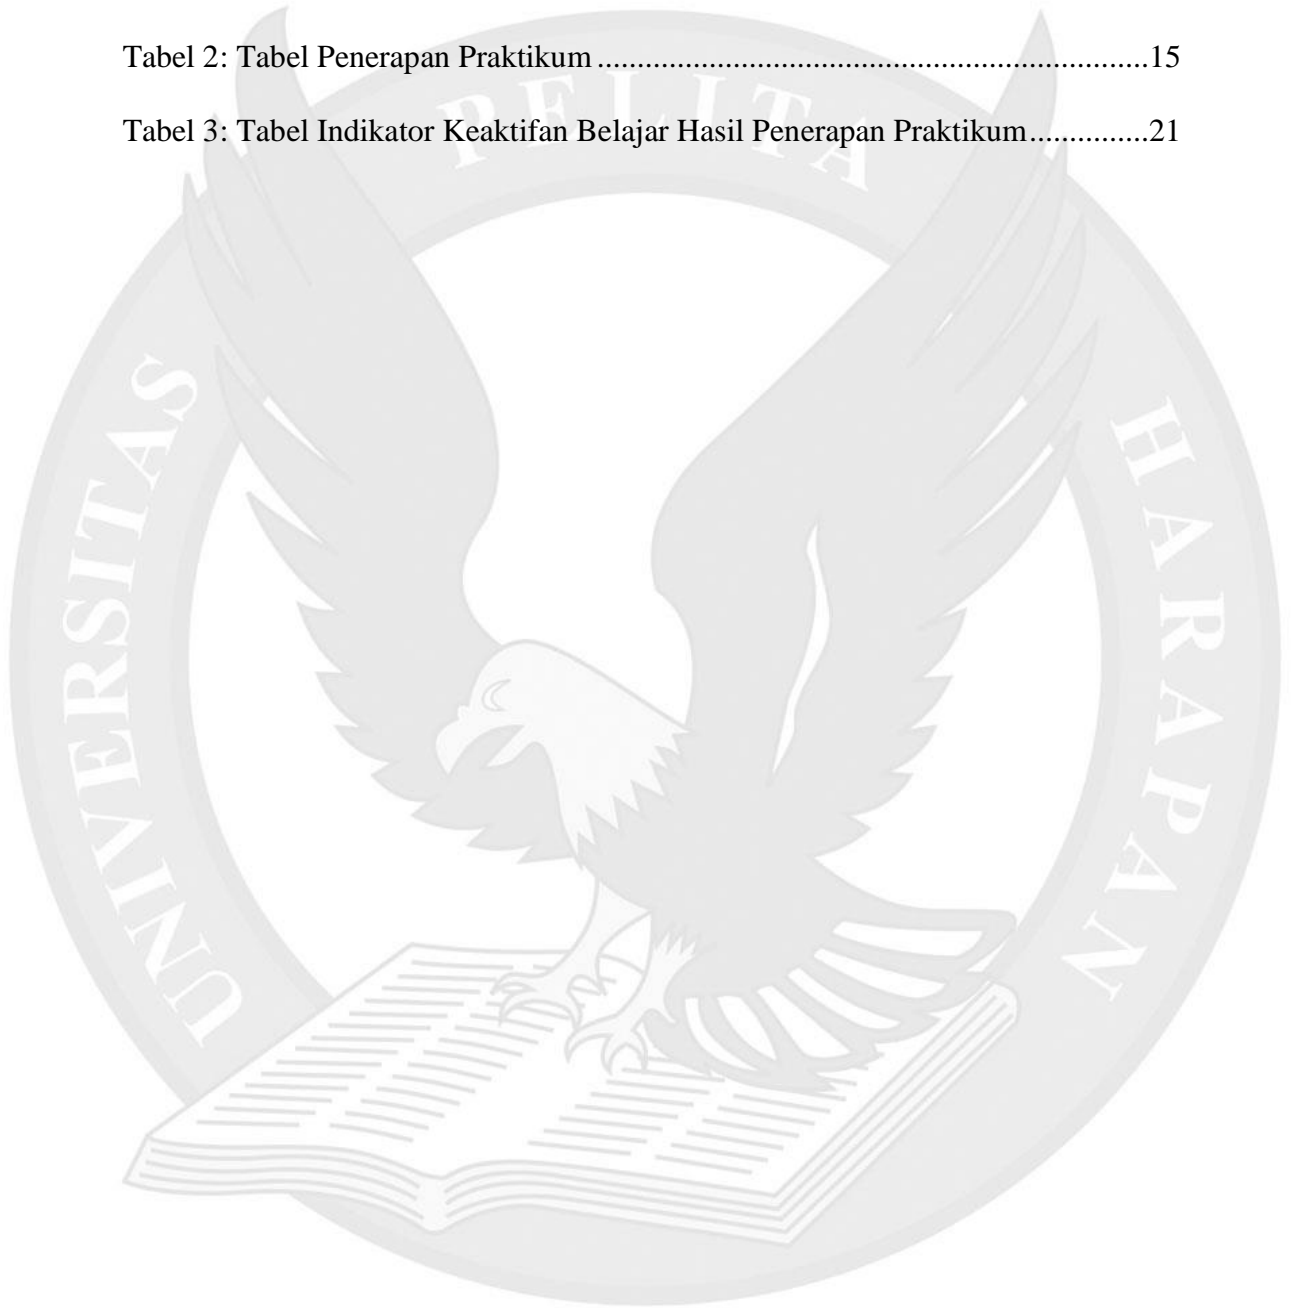 Tabel 2: Tabel Penerapan Praktikum .....................................................................15
Tabel 3: Tabel Indikator Keaktifan Belajar Hasil Penerapan Praktikum...............21
UNIVERSITAS PELITA HARAPAN